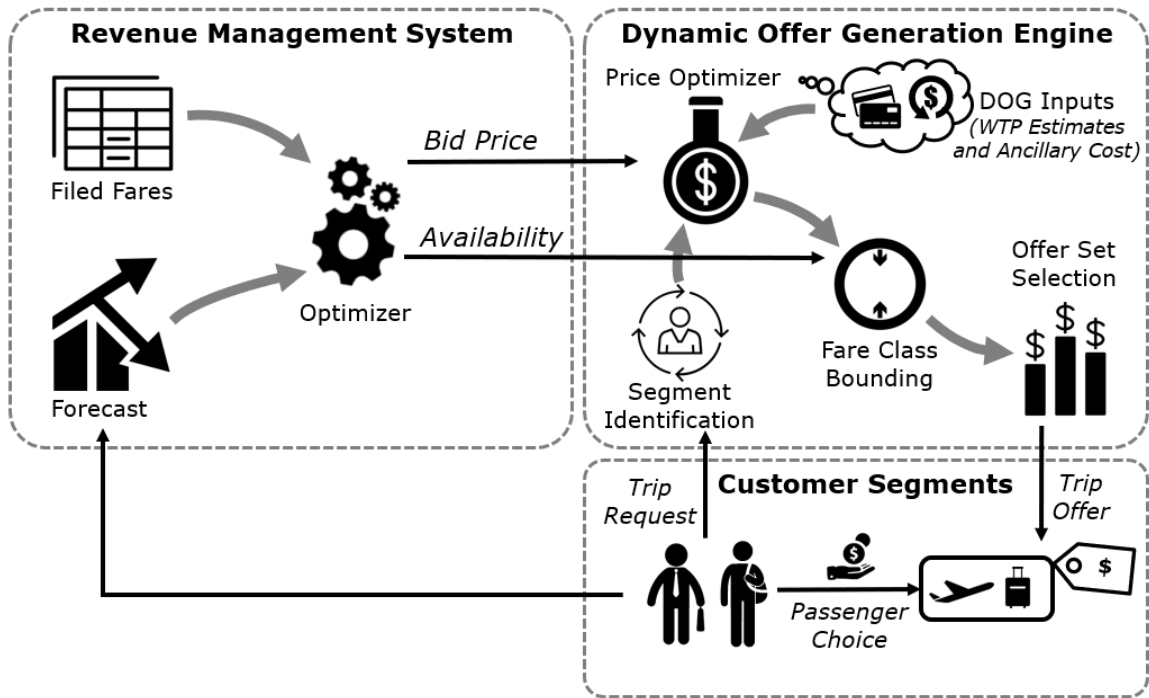 Revenue Management System
Filed Fares
Forecast
Optimizer
Bid Price
Availability
Dynamic Offer Generation Engine
Price Optimizer
$
$
DOG Inputs
(WTP Estimates
and Ancillary Cost)
Segment
Identification
Fare Class
Bounding
Offer Set
Selection
$ $ $
Customer Segments
Trip
Request
Trip
Offer
$
Passenger
Choice
$